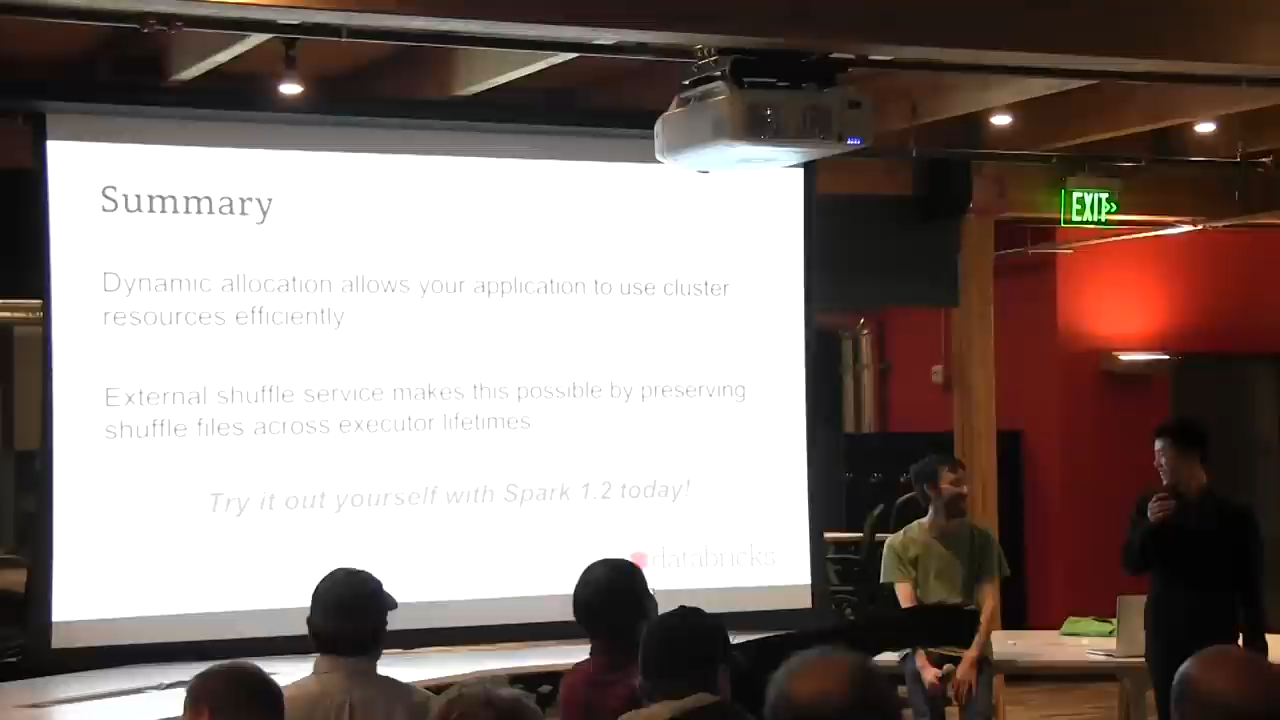 Summary
Dynamic allocation allows your application to use cluster
resources efficiently
External shuffle service makes this possible by preserving
shuffle files across executor lifetimes
Try it out yourself with Spark 1.2 today!
databricks
EXIT